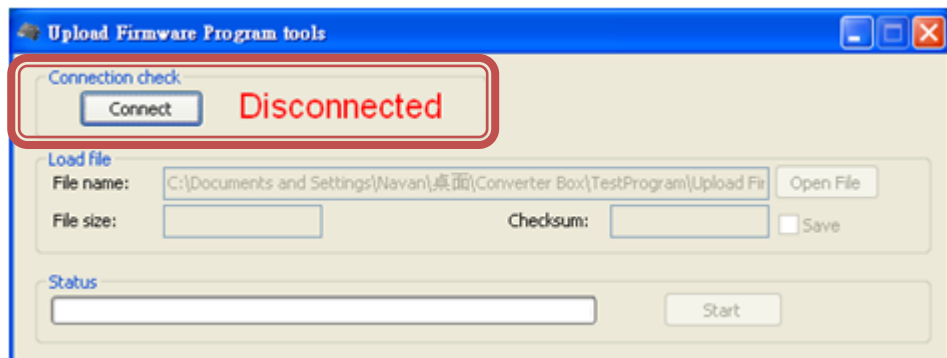 Upload Firmware Program tools
Connection check
Connect Disconnected
Load file
File name: C:\Documents and Settings\Navan\桌面\Converter Box\TestProgram\Upload Fir Open File
File size: Checksum: Save
Status
Start